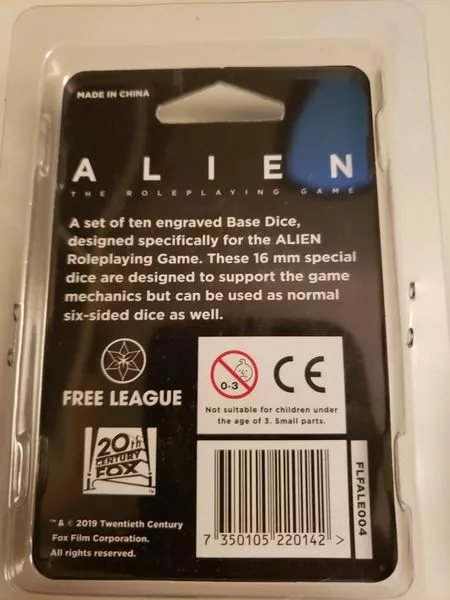 MADE IN CHINA
ALIEN
THE ROLEPLAYING GAME
A set of ten engraved Base Dice,
designed specifically for the ALIEN
Roleplaying Game. These 16 mm special
dice are designed to support the game
mechanics but can be used as normal
six-sided dice as well.
FREE LEAGUE
0-3
CE
Not suitable for children under
the age of 3. Small parts.
20th
CENTURY
FOX
™ & © 2019 Twentieth Century
Fox Film Corporation.
All rights reserved.
7 350105 220142 >
FLFALE004